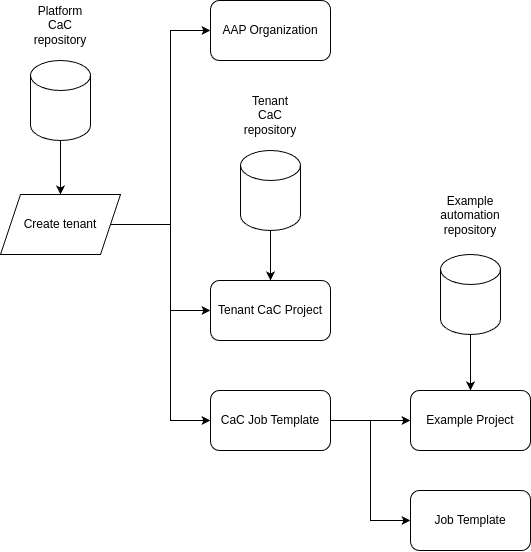 Platform
CaC
repository
AAP Organization
Tenant
CaC
repository
Create tenant
Example
automation
repository
Tenant CaC Project
CaC Job Template
Example Project
Job Template